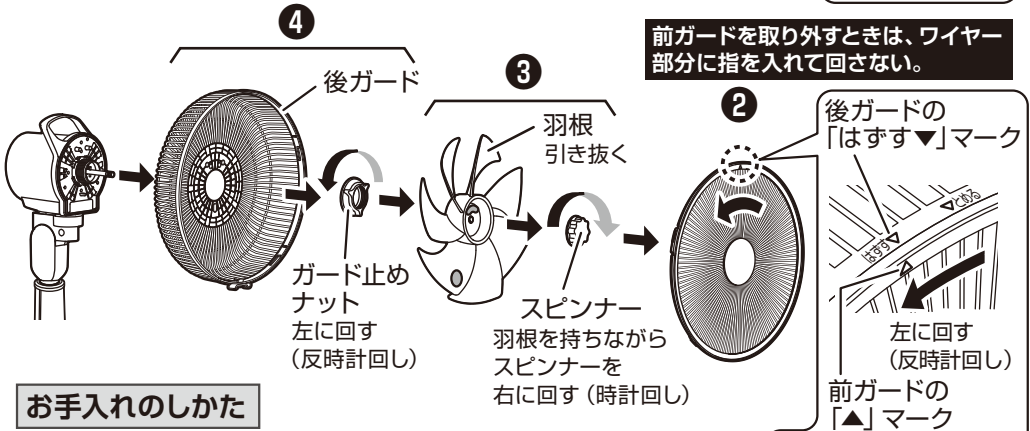 ❹
後ガード
ガード止め
ナット
左に回す
（反時計回し）
❸
羽根
引き抜く
スピンナー
羽根を持ちながら
スピンナーを
右に回す（時計回し）
前ガードを取り外すときは、ワイヤー
部分に指を入れて回さない。
❷
後ガードの
「はずす▼」マーク
▽とめる
はずす▽
△
左に回す
（反時計回し）
前ガードの
「▲」マーク
お手入れのしかた